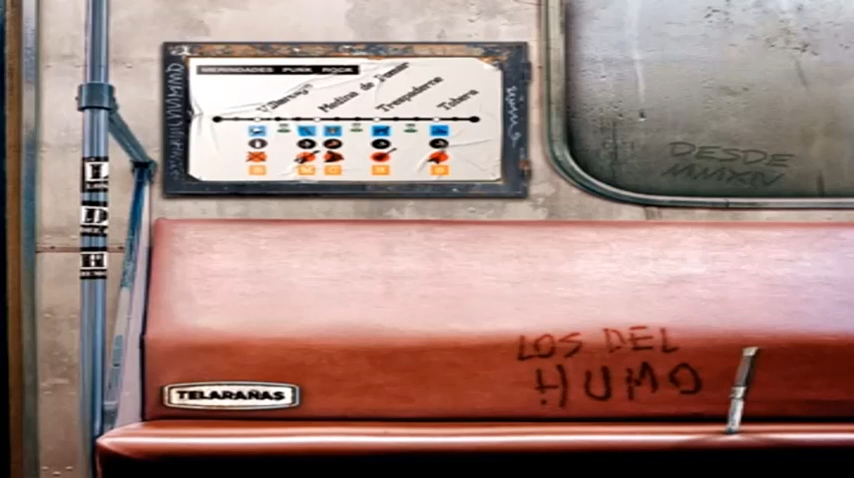 MERINDADES PUNK ROCK
Villarcayo
Medina de Pomar
Trespaderne
Tobera
DESDE
MMXIV
L
D
H
LOS DEL
HUMO
TELARAÑAS